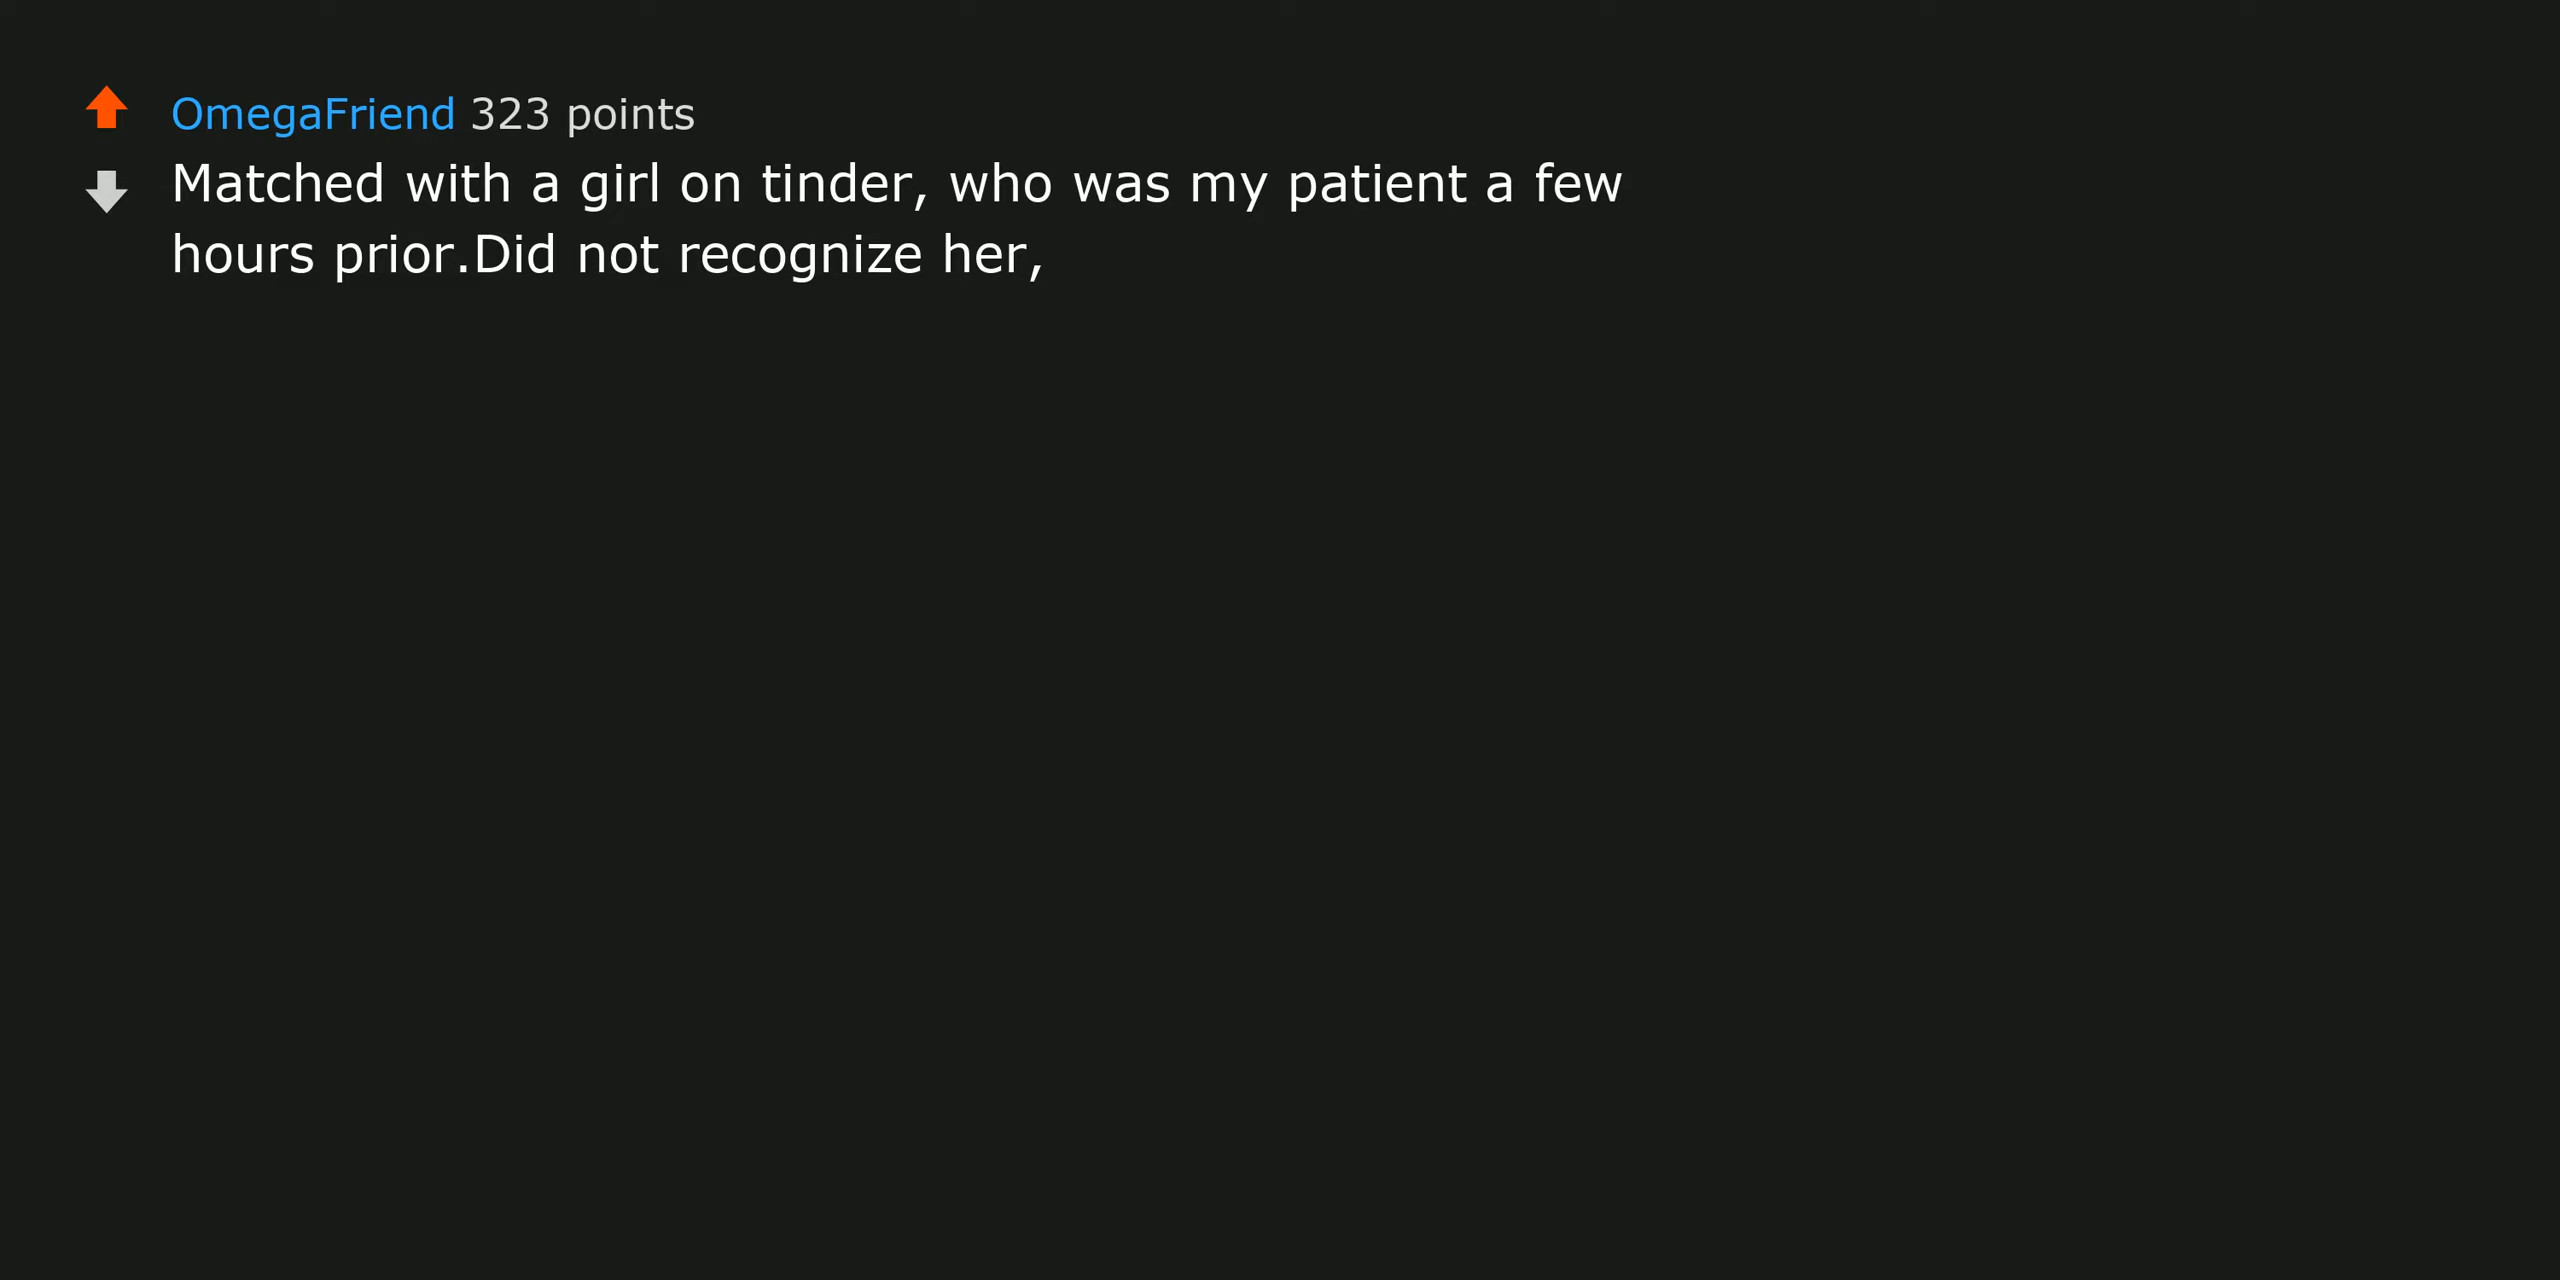 OmegaFriend 323 points
Matched with a girl on tinder, who was my patient a few
hours prior.Did not recognize her,